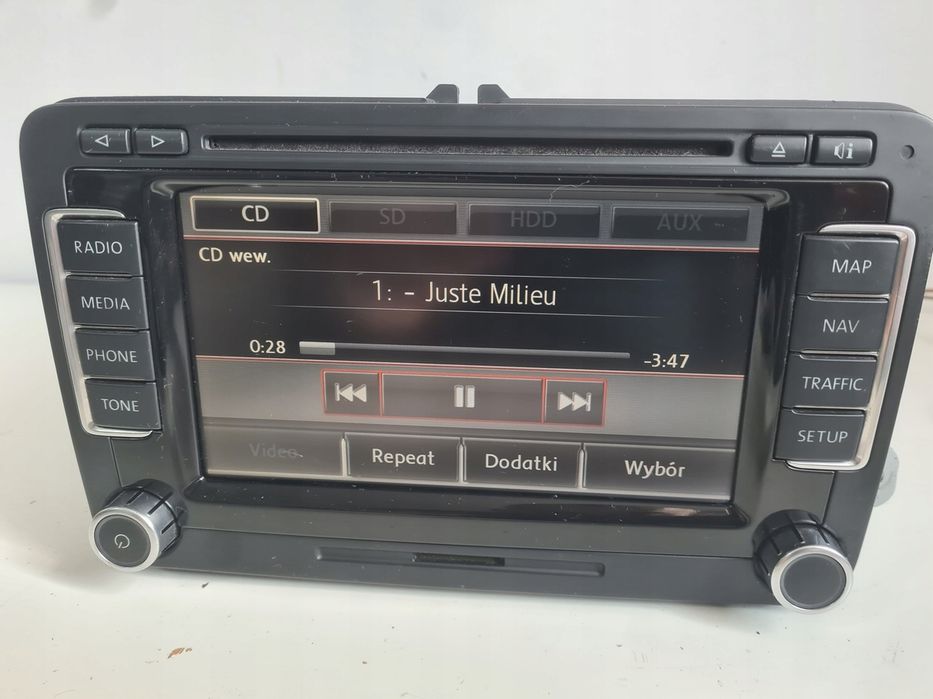 CD SD HDD AUX
CD wew.
1: - Juste Milieu
0:28 -3:47
Video Repeat Dodatki Wybór
RADIO
MEDIA
PHONE
TONE
MAP
NAV
TRAFFIC
SETUP